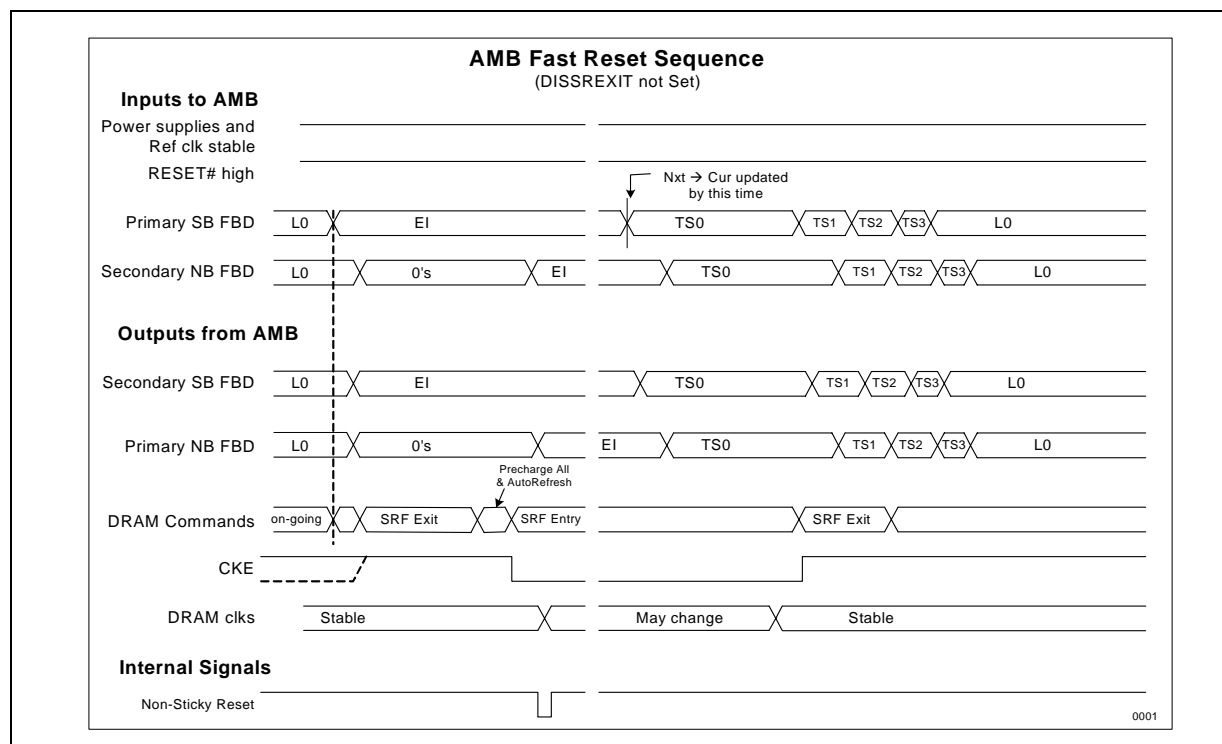 AMB Fast Reset Sequence
(DISSREXIT not Set)
Inputs to AMB
Power supplies and
Ref clk stable
RESET# high
Nxt → Cur updated
by this time
Primary SB FBD L0 EI TS0 TS1 TS2 TS3 L0
Secondary NB FBD L0 0's EI TS0 TS1 TS2 TS3 L0
Outputs from AMB
Secondary SB FBD L0 EI TS0 TS1 TS2 TS3 L0
Primary NB FBD L0 0's EI TS0 TS1 TS2 TS3 L0
Precharge All
& AutoRefresh
DRAM Commands on-going SRF Exit SRF Entry SRF Exit
CKE
DRAM clks Stable May change Stable
Internal Signals
Non-Sticky Reset
0001